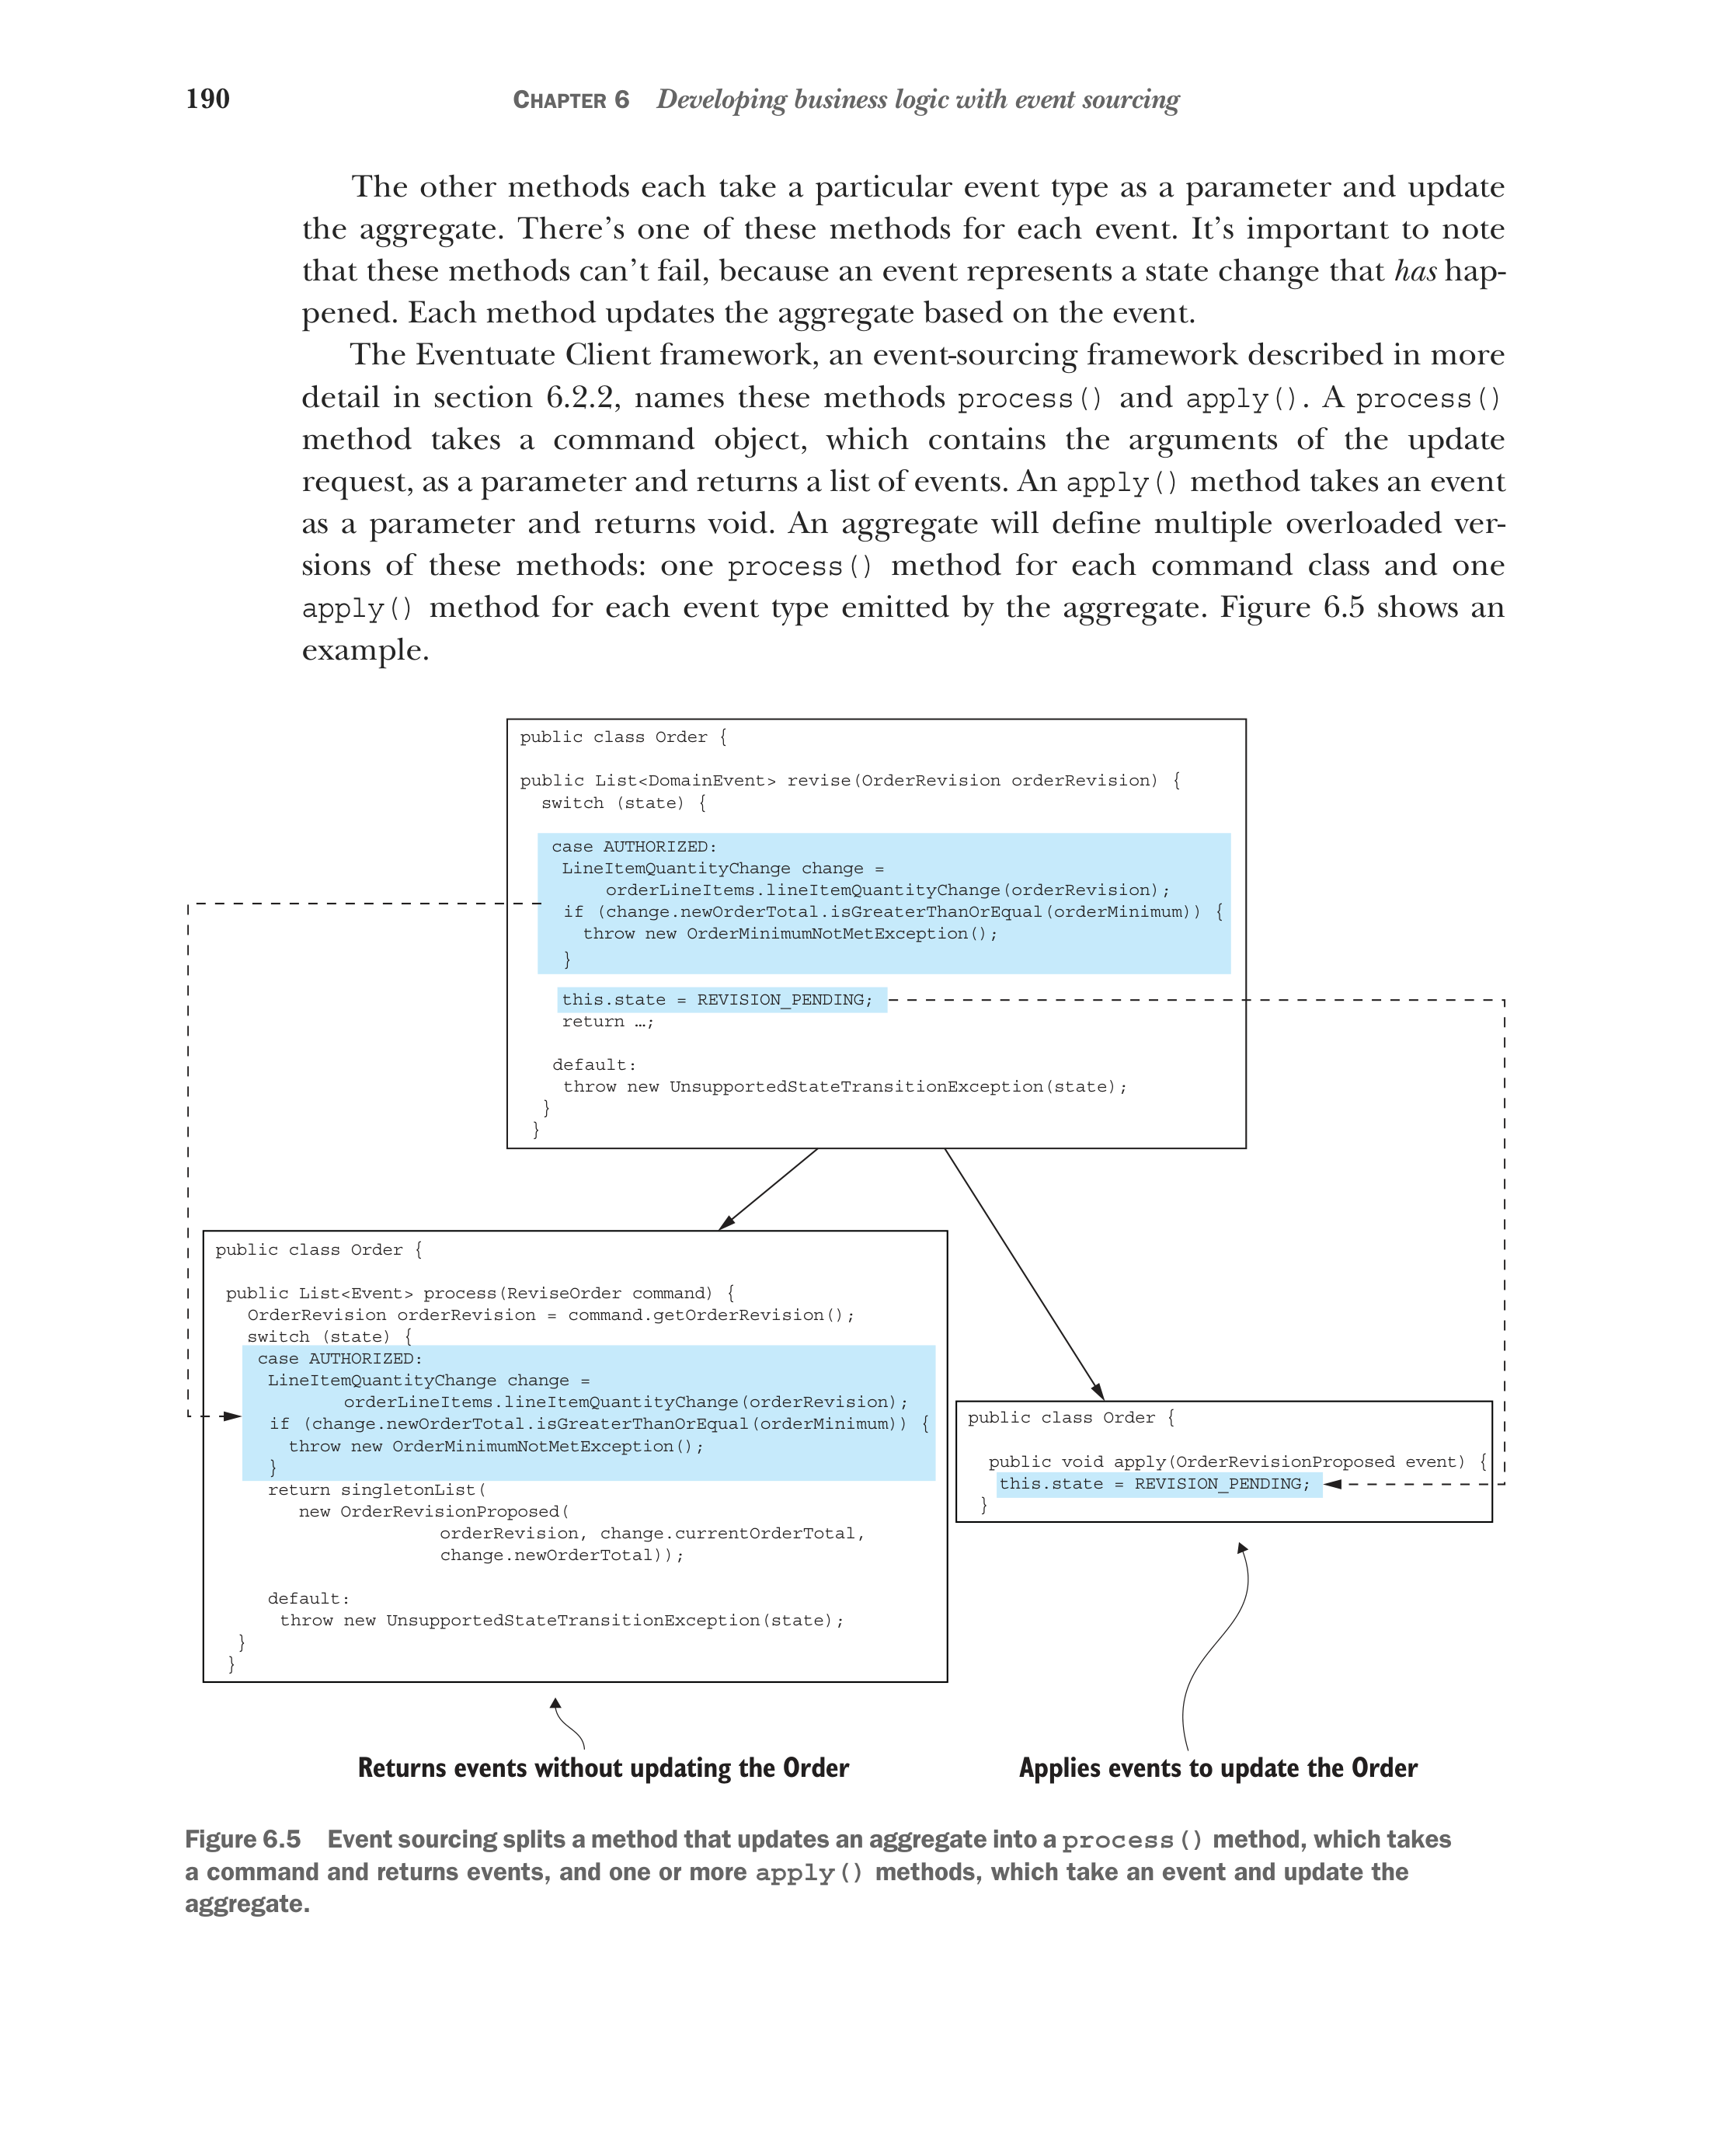 190
CHAPTER 6 Developing business logic with event sourcing
The other methods each take a particular event type as a parameter and update
the aggregate. There’s one of these methods for each event. It’s important to note
that these methods can’t fail, because an event represents a state change that has hap-
pened. Each method updates the aggregate based on the event.
The Eventuate Client framework, an event-sourcing framework described in more
detail in section 6.2.2, names these methods process() and apply(). A process()
method takes a command object, which contains the arguments of the update
request, as a parameter and returns a list of events. An apply() method takes an event
as a parameter and returns void. An aggregate will define multiple overloaded ver-
sions of these methods: one process() method for each command class and one
apply() method for each event type emitted by the aggregate. Figure 6.5 shows an
example.
public class Order {
public List<DomainEvent> revise(OrderRevision orderRevision) {
switch (state) {
case AUTHORIZED:
LineItemQuantityChange change =
orderLineItems.lineItemQuantityChange(orderRevision);
if (change.newOrderTotal.isGreaterThanOrEqual(orderMinimum)) {
throw new OrderMinimumNotMetException();
}
this.state = REVISION_PENDING;
return …;
default:
throw new UnsupportedStateTransitionException(state);
}
}
public class Order {
public List<Event> process(ReviseOrder command) {
OrderRevision orderRevision = command.getOrderRevision();
switch (state) {
case AUTHORIZED:
LineItemQuantityChange change =
orderLineItems.lineItemQuantityChange(orderRevision);
if (change.newOrderTotal.isGreaterThanOrEqual(orderMinimum)) {
throw new OrderMinimumNotMetException();
}
return singletonList(
new OrderRevisionProposed(
orderRevision, change.currentOrderTotal,
change.newOrderTotal));
default:
throw new UnsupportedStateTransitionException(state);
}
}
public class Order {
public void apply(OrderRevisionProposed event) {
this.state = REVISION_PENDING;
}
Returns events without updating the Order
Applies events to update the Order
Figure 6.5 Event sourcing splits a method that updates an aggregate into a process() method, which takes
a command and returns events, and one or more apply() methods, which take an event and update the
aggregate.